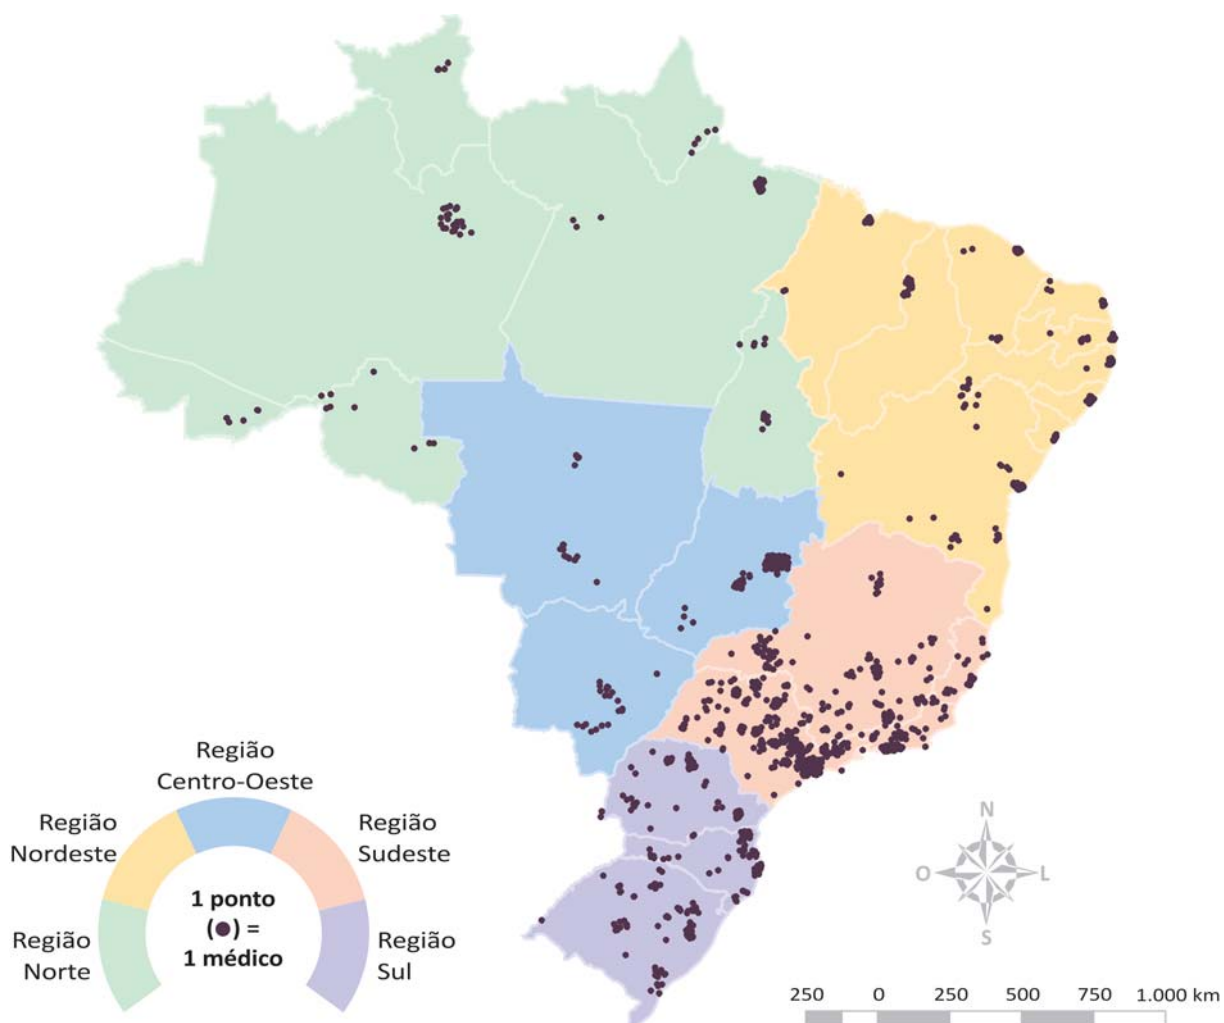 Região
Centro-Oeste
Região
Nordeste
Região
Sudeste
1 ponto
(●) =
1 médico
Região
Norte
Região
Sul
N
O
L
S
250 0 250 500 750 1.000 km